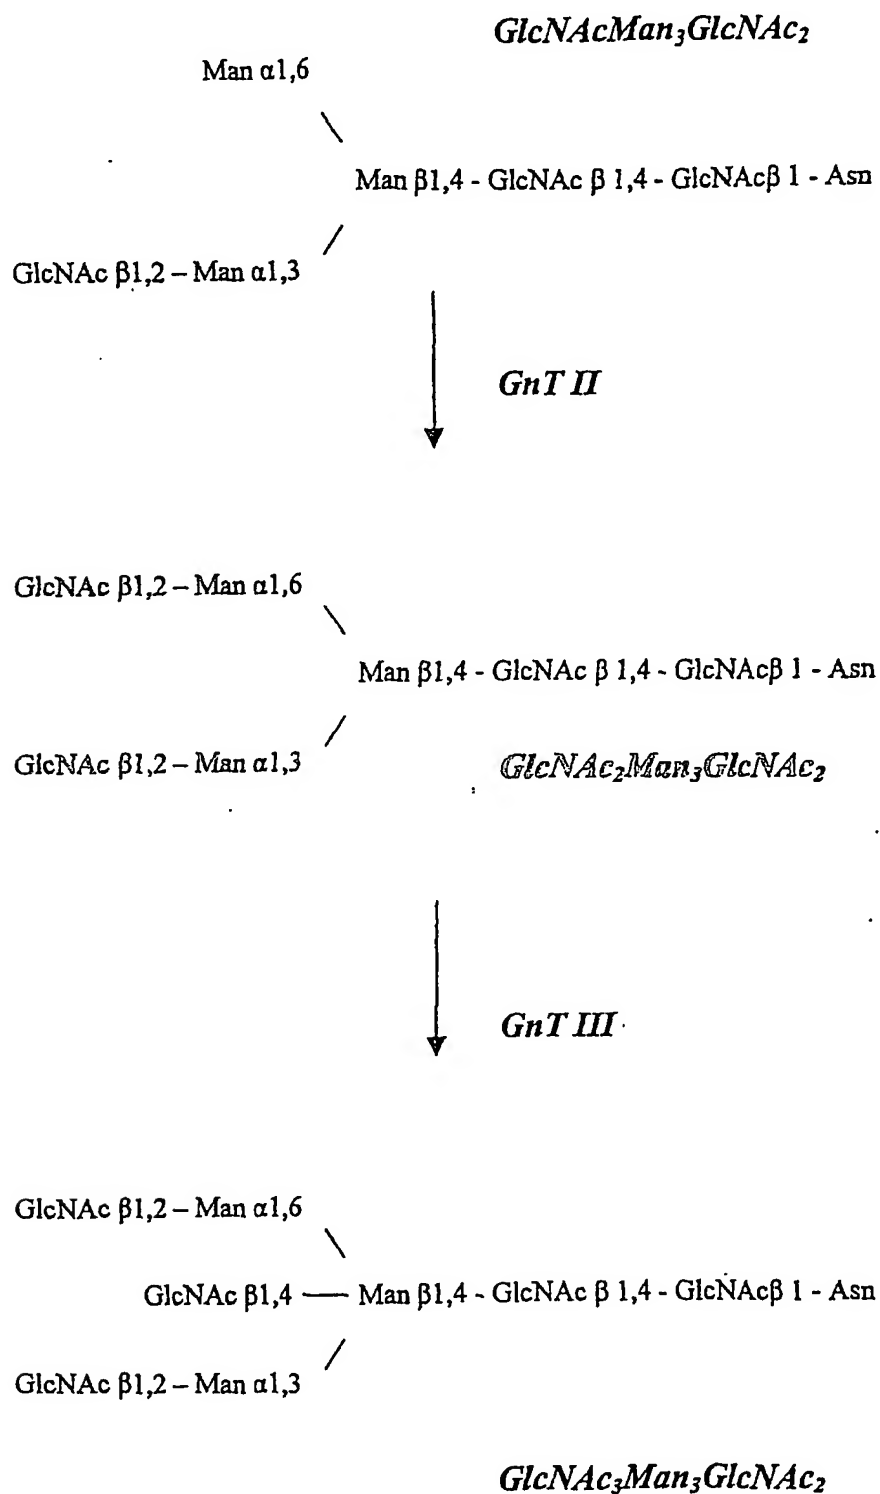 GlcNAcMan₃GlcNAc₂
Man α1,6
Man β1,4 - GlcNAc β 1,4 - GlcNAcβ 1 - Asn
GlcNAc β1,2 – Man α1,3
GnT II
GlcNAc β1,2 – Man α1,6
Man β1,4 - GlcNAc β 1,4 - GlcNAcβ 1 - Asn
GlcNAc β1,2 – Man α1,3
GlcNAc₂Man₃GlcNAc₂
GnT III
GlcNAc β1,2 – Man α1,6
GlcNAc β1,4 — Man β1,4 - GlcNAc β 1,4 - GlcNAcβ 1 - Asn
GlcNAc β1,2 – Man α1,3
GlcNAc₃Man₃GlcNAc₂